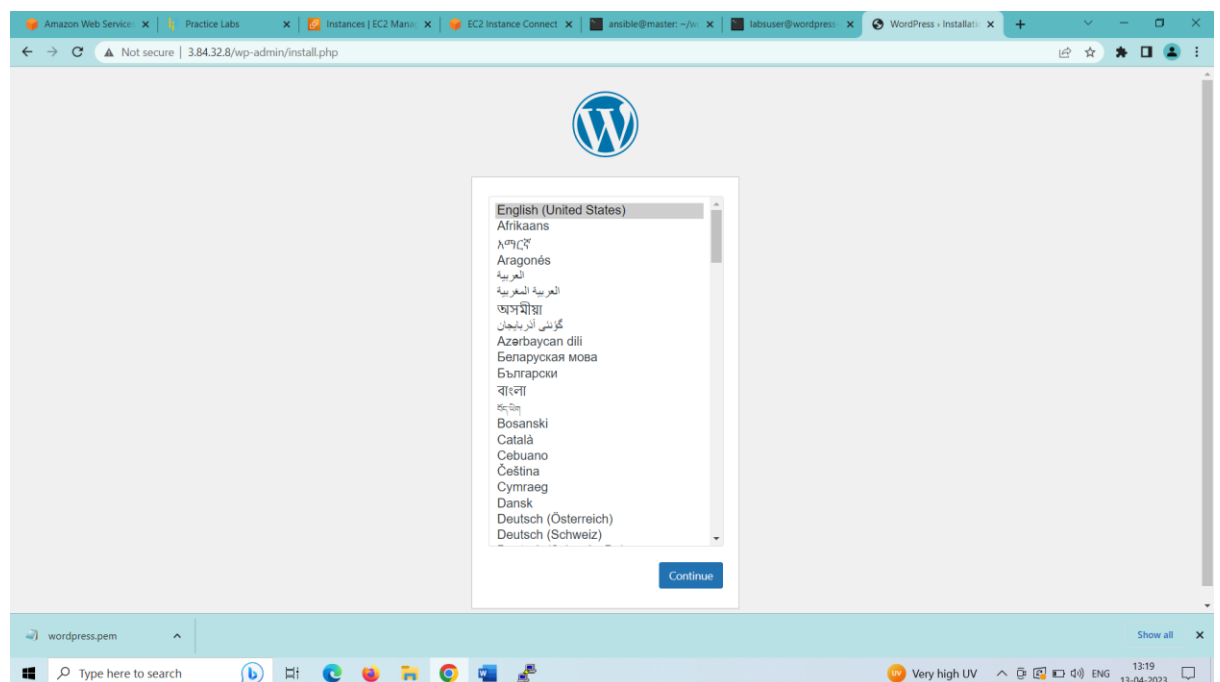 Amazon Web Service
Practice Labs
Instances | EC2 Manag
EC2 Instance Connect
ansible@master: ~/w
labsuser@wordpress
WordPress › Installati
Not secure | 3.84.32.8/wp-admin/install.php
English (United States)
Afrikaans
አማርኛ
Aragonés
العربية
العربية المغربية
অসমীয়া
گؤنئی آذربایجان
Azərbaycan dili
Беларуская мова
Български
বাংলা
བོད་ཡིག
Bosanski
Català
Cebuano
Čeština
Cymraeg
Dansk
Deutsch (Österreich)
Deutsch (Schweiz)
Continue
wordpress.pem
Show all
Type here to search
Very high UV
ENG
13:19
13-04-2023